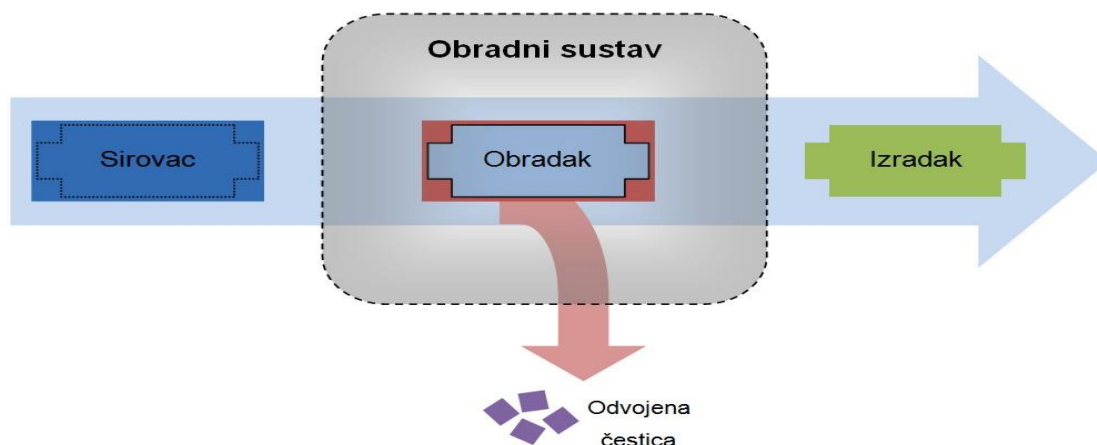 Obradni sustav
Sirovac
Obradak
Izradak
Odvojena
čestica